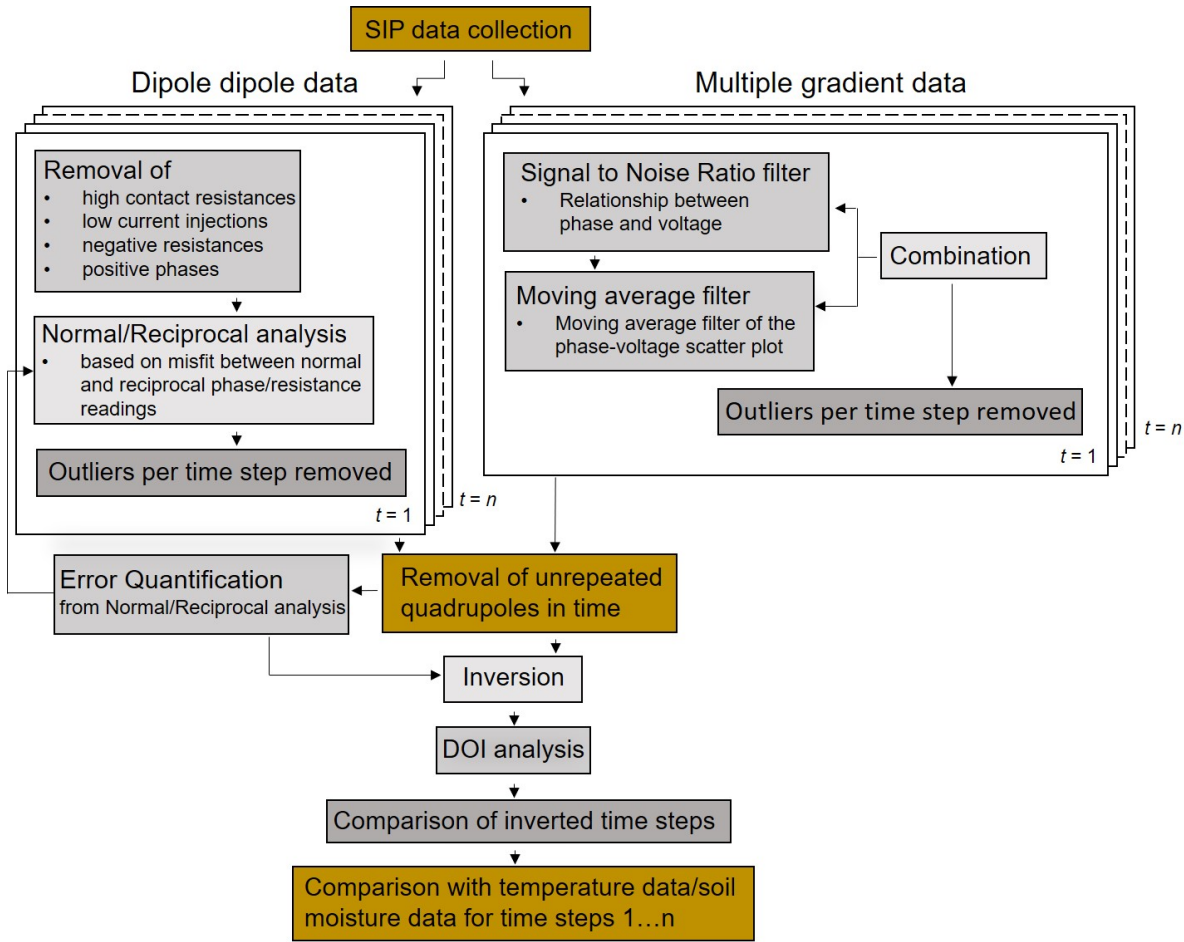 SIP data collection
Dipole dipole data
Removal of
• high contact resistances
• low current injections
• negative resistances
• positive phases
Normal/Reciprocal analysis
• based on misfit between normal
and reciprocal phase/resistance
readings
Outliers per time step removed
t = 1
t = n
Multiple gradient data
Signal to Noise Ratio filter
• Relationship between
phase and voltage
Moving average filter
• Moving average filter of the
phase-voltage scatter plot
Combination
Outliers per time step removed
t = 1
t = n
Error Quantification
from Normal/Reciprocal analysis
Removal of unrepeated
quadrupoles in time
Inversion
DOI analysis
Comparison of inverted time steps
Comparison with temperature data/soil
moisture data for time steps 1…n